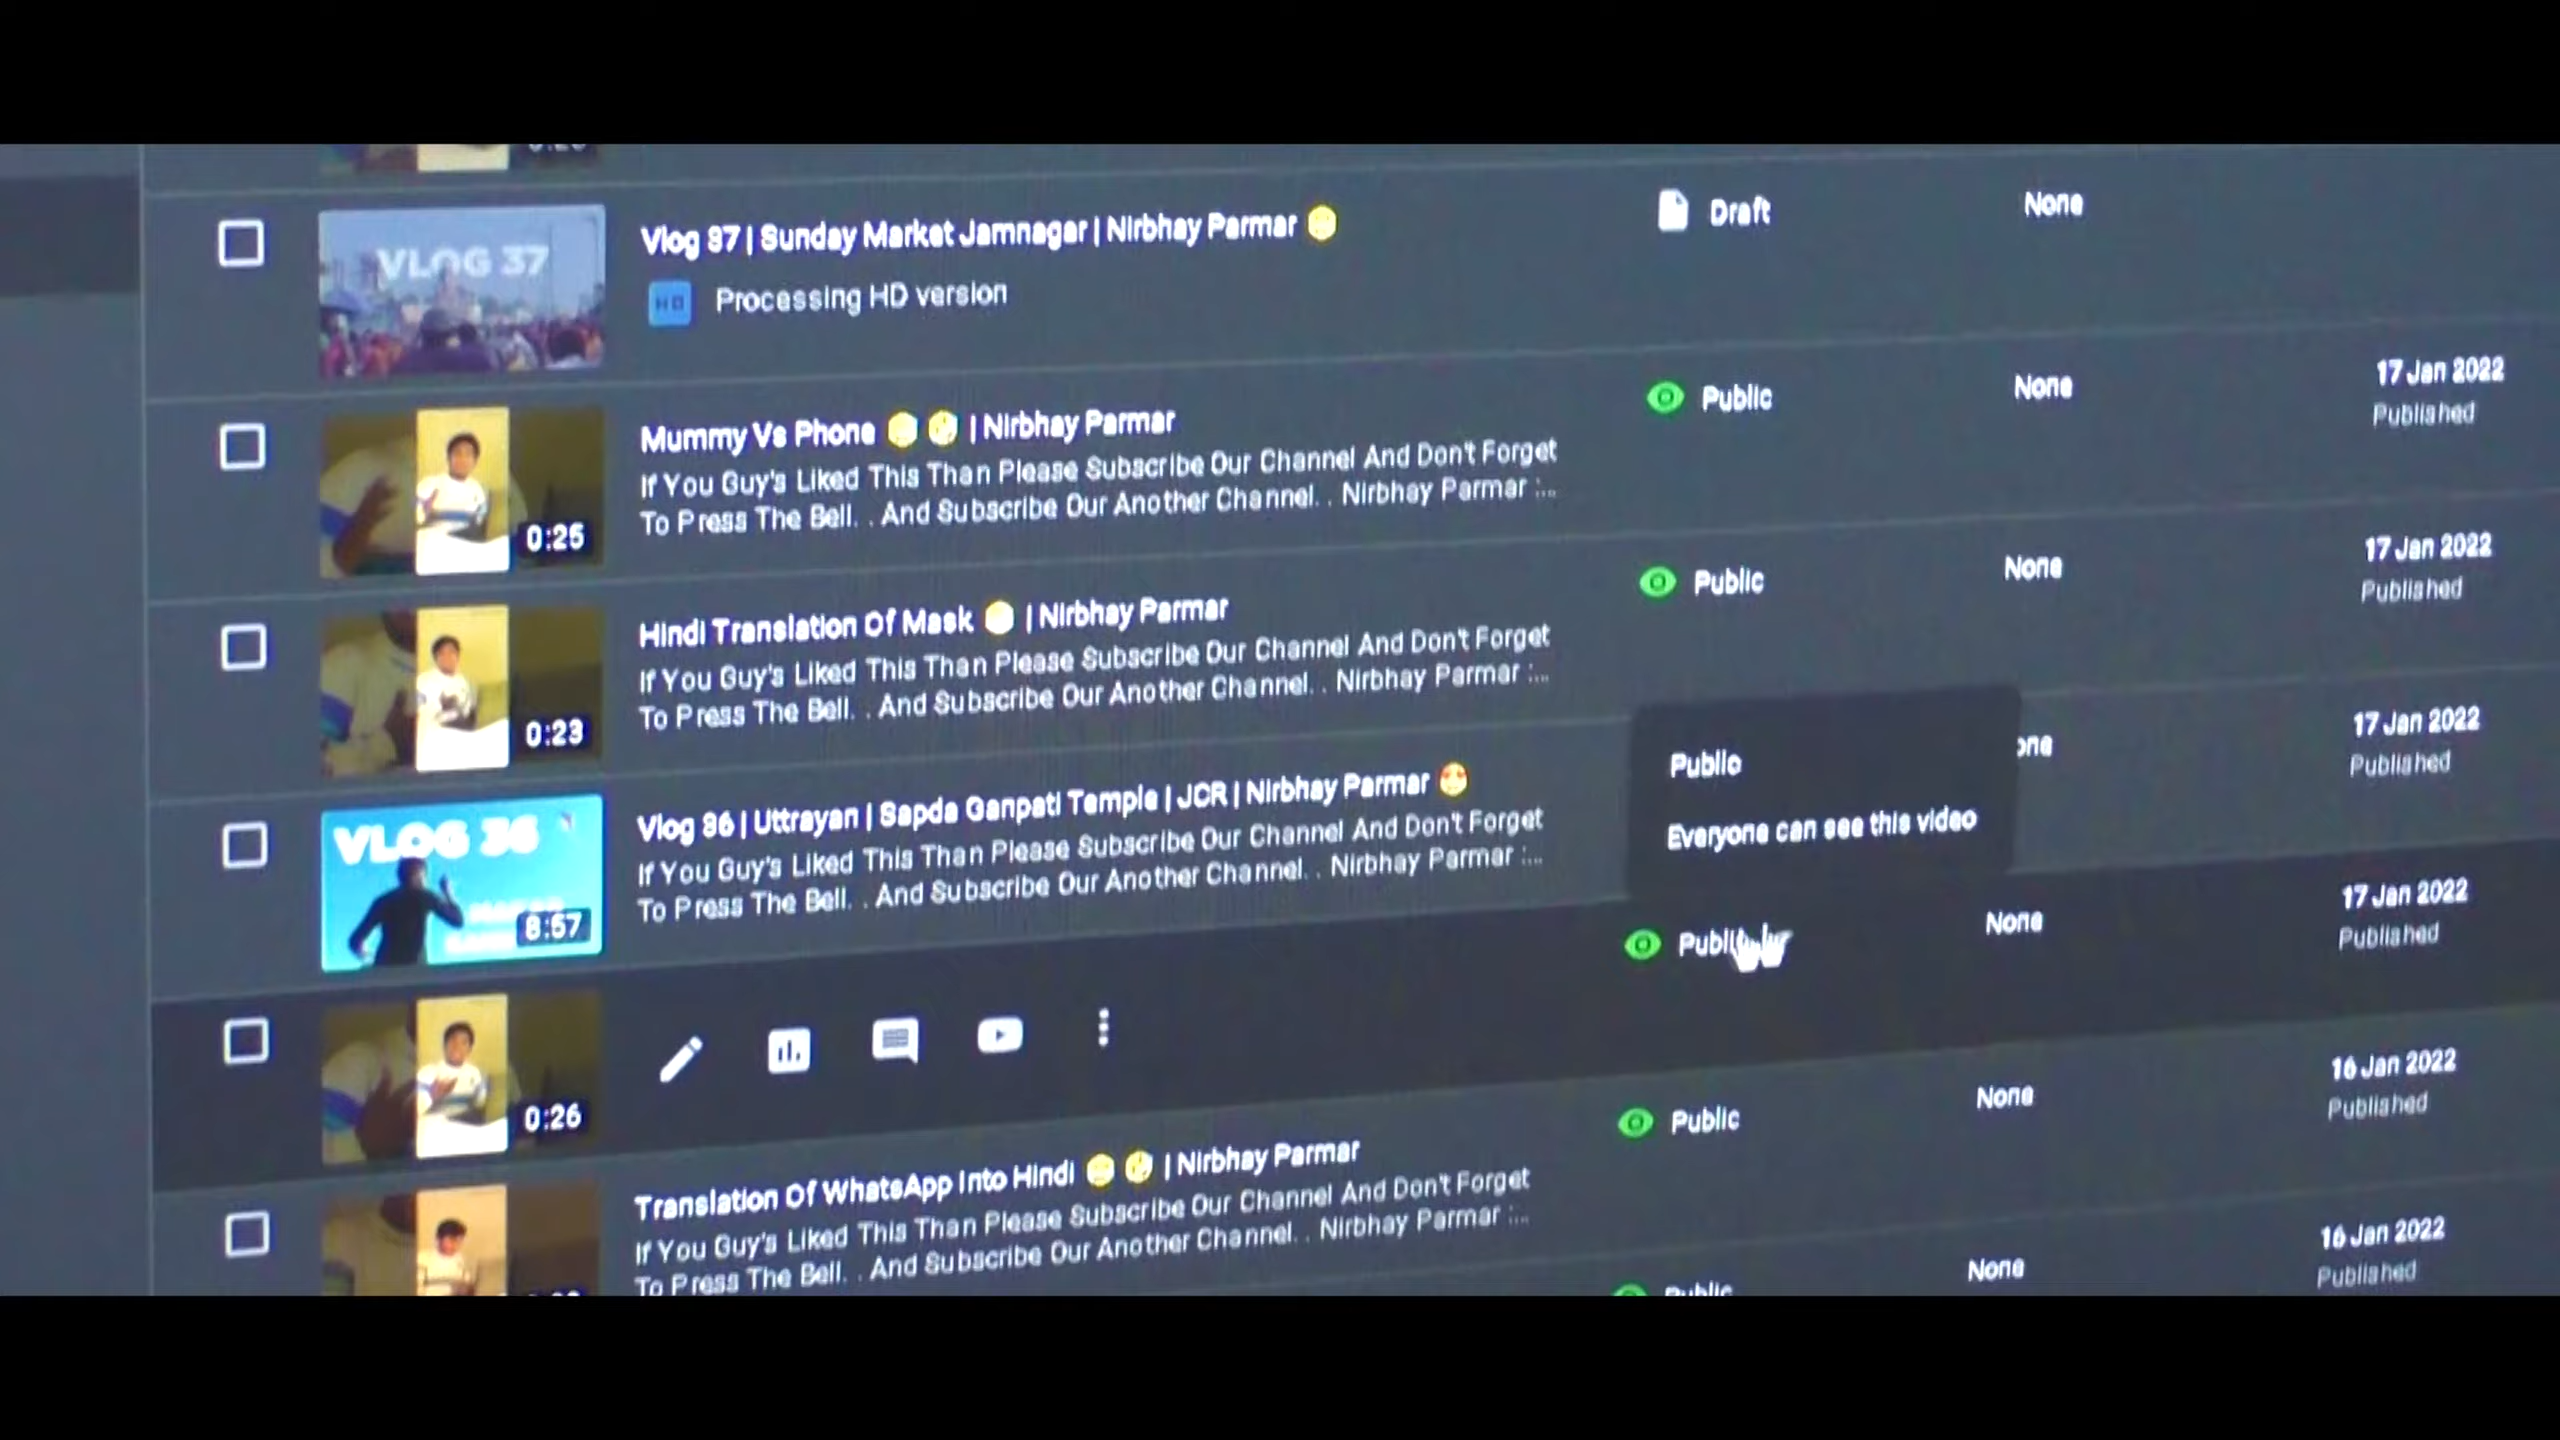 VLOG 37
Vlog 37 | Sunday Market Jamnagar | Nirbhay Parmar
Draft
None
HD
Processing HD version
Mummy Vs Phone | Nirbhay Parmar
If You Guy's Liked This Than Please Subscribe Our Channel And Don't Forget
To Press The Bell. . And Subscribe Our Another Channel. . Nirbhay Parmar :...
0:25
Public
None
17 Jan 2022
Published
Hindi Translation Of Mask | Nirbhay Parmar
If You Guy's Liked This Than Please Subscribe Our Channel And Don't Forget
To Press The Bell. . And Subscribe Our Another Channel. . Nirbhay Parmar :...
0:23
Public
None
17 Jan 2022
Published
VLOG 36
8:57
Vlog 36 | Uttrayan | Sapda Ganpati Temple | JCR | Nirbhay Parmar
If You Guy's Liked This Than Please Subscribe Our Channel And Don't Forget
To Press The Bell. . And Subscribe Our Another Channel. . Nirbhay Parmar :...
Public
Everyone can see this video
one
17 Jan 2022
Published
0:26
Public
None
17 Jan 2022
Published
Translation Of WhatsApp Into Hindi | Nirbhay Parmar
If You Guy's Liked This Than Please Subscribe Our Channel And Don't Forget
To Press The Bell. . And Subscribe Our Another Channel. . Nirbhay Parmar :...
Public
None
16 Jan 2022
Published
Public
None
16 Jan 2022
Published